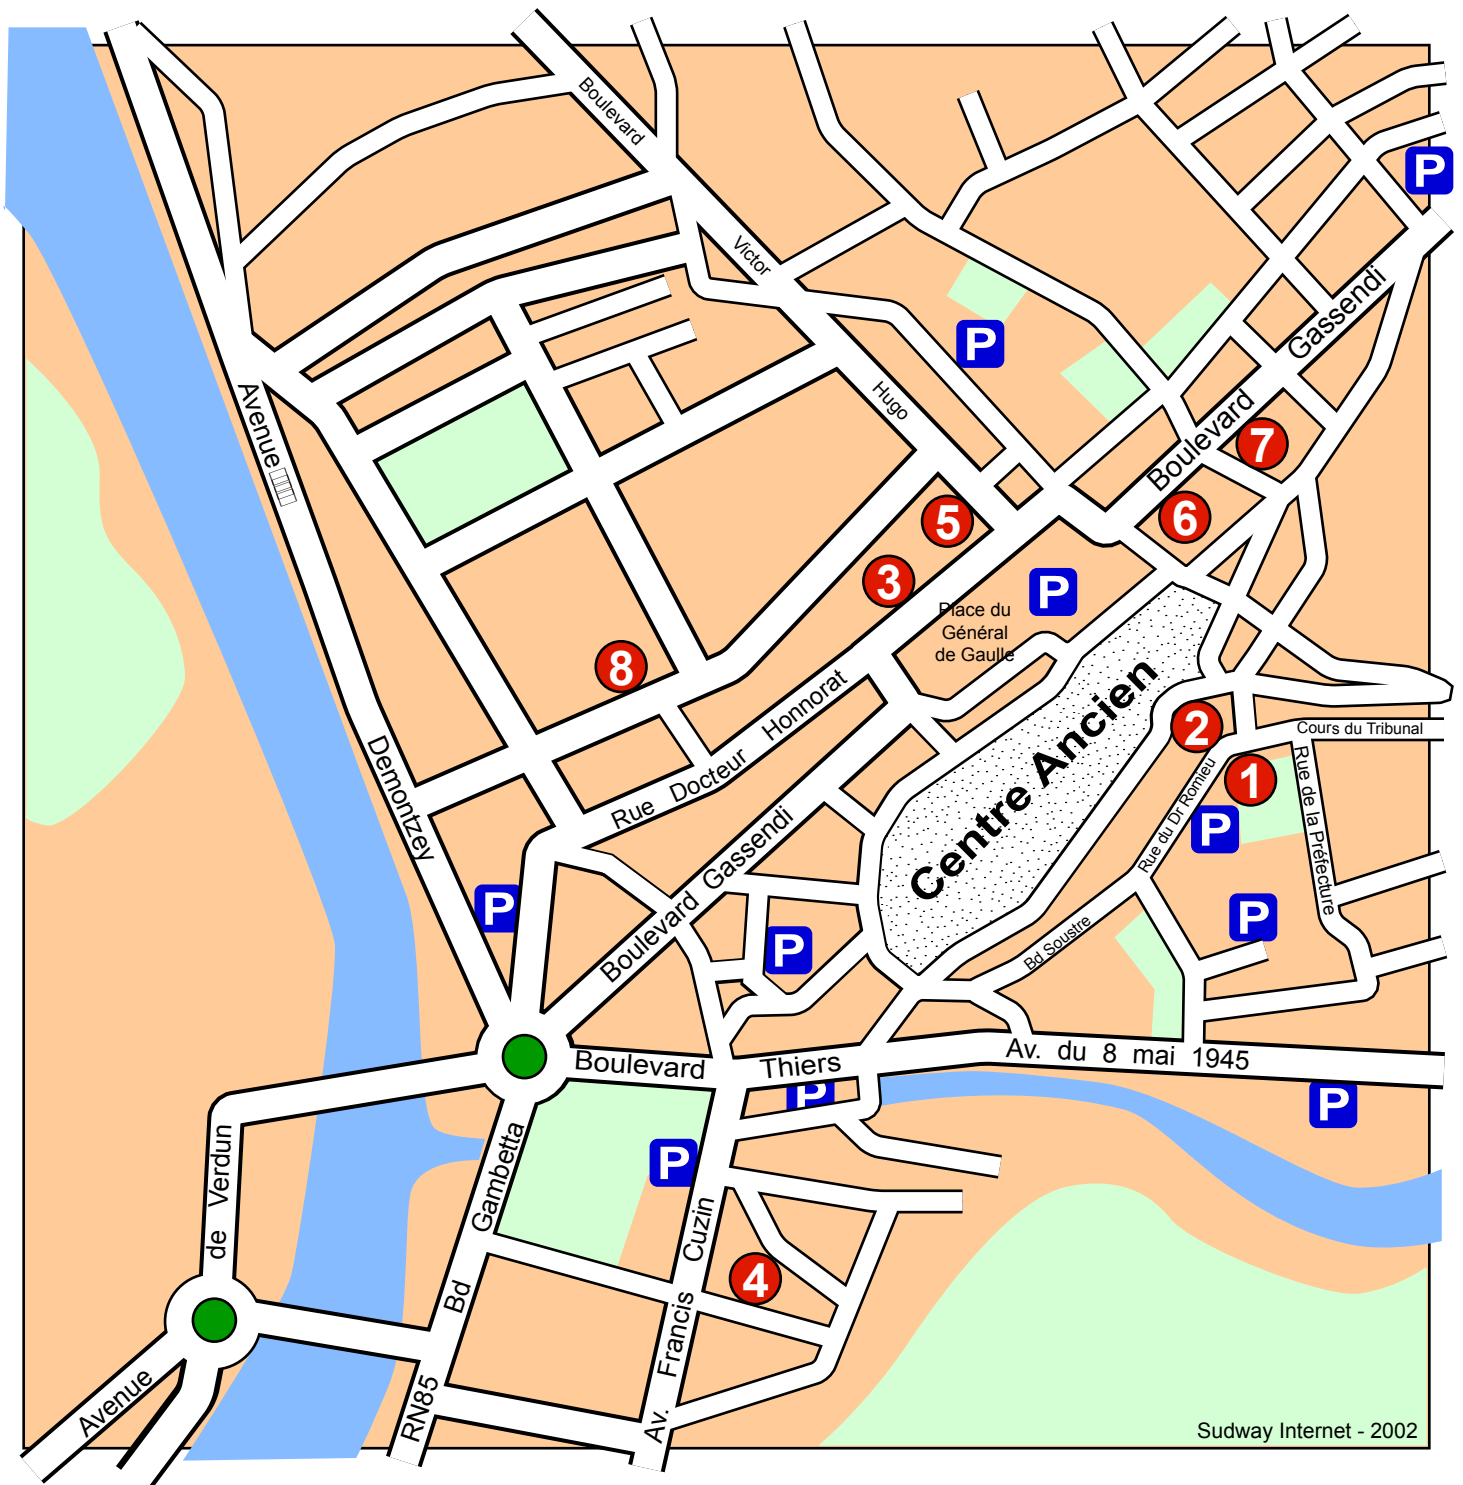 Boulevard
P
Victor
Gassendi
P
Hugo
Avenue
Boulevard
7
5
6
3
P
Place du
Général
de Gaulle
8
Centre Ancien
Honnorat
2
Cours du Tribunal
Demontzey
Docteur
Rue
1
Rue du Dr Romieu
Rue de la Préfecture
P
Boulevard Gassendi
P
P
P
Bd Soustre
Boulevard
Thiers
Av. du 8 mai 1945
P
P
de Verdun
Gambetta
P
Cuzin
4
Bd
Francis
Avenue
RN85
Av.
Sudway Internet - 2002